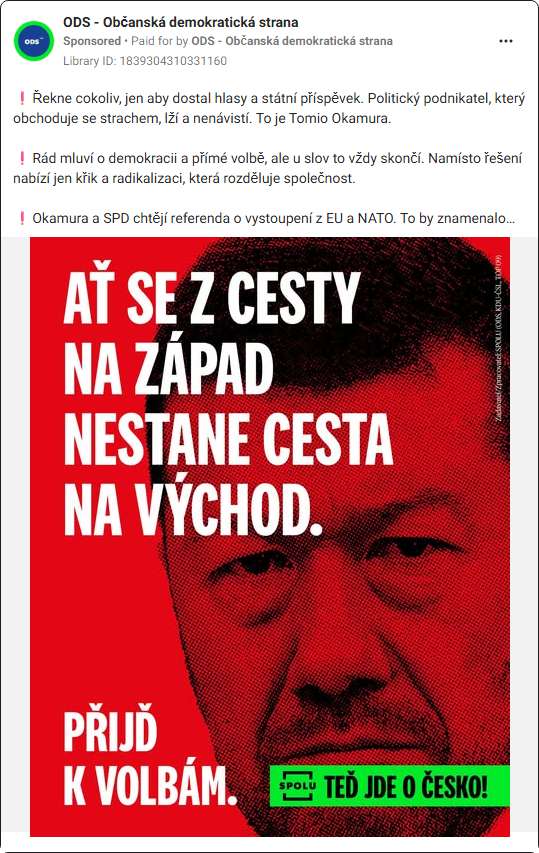 ODS - Občanská demokratická strana
Sponsored • Paid for by ODS - Občanská demokratická strana
Library ID: 1839304310331160
❗ Řekne cokoliv, jen aby dostal hlasy a státní příspěvek. Politický podnikatel, který
obchoduje se strachem, lží a nenávistí. To je Tomio Okamura.
❗ Rád mluví o demokracii a přímé volbě, ale u slov to vždy skončí. Namísto řešení
nabízí jen křik a radikalizaci, která rozděluje společnost.
❗ Okamura a SPD chtějí referenda o vystoupení z EU a NATO. To by znamenalo...
AŤ SE Z CESTY
NA ZÁPAD
NESTANE CESTA
NA VÝCHOD.
Zadavatel/Zpracovatel: SPOLU (ODS, KDU-ČSL, TOP 09)
PŘIJĎ
K VOLBÁM.
SPOLU TEĎ JDE O ČESKO!
ODS